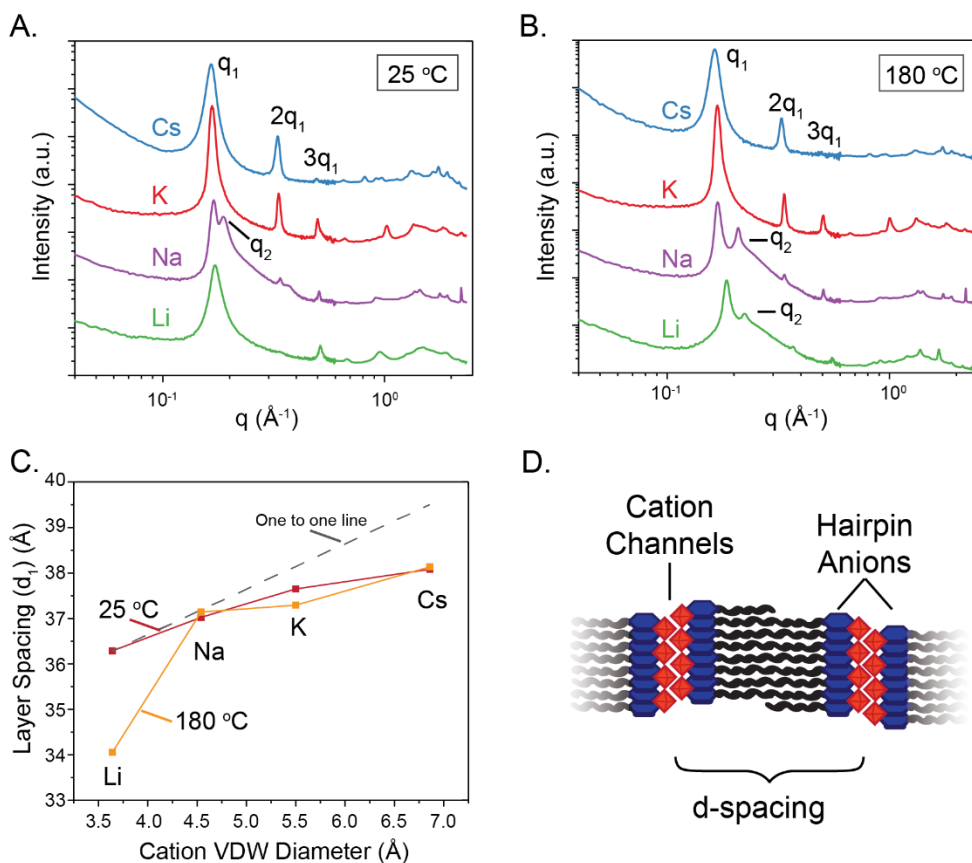 A.
25 °C
q₁
2q₁
3q₁
Cs
K
Na
q₂
Li
Intensity (a.u.)
10⁻¹
10⁰
q (Å⁻¹)
B.
180 °C
q₁
2q₁
3q₁
Cs
K
Na
q₂
Li
q₂
Intensity (a.u.)
10⁻¹
10⁰
q (Å⁻¹)
C.
40
39
38
37
36
35
34
33
Layer Spacing (d₁) (Å)
One to one line
25 °C
Na
K
Cs
180 °C
Li
3.5
4.0
4.5
5.0
5.5
6.0
6.5
7.0
Cation VDW Diameter (Å)
D.
Cation
Channels
Hairpin
Anions
d-spacing